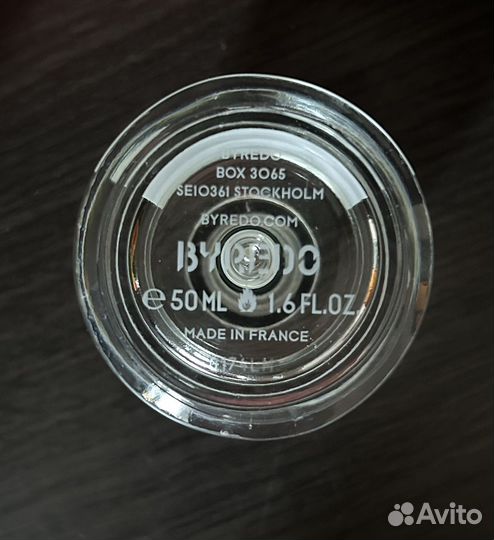 BYREDO
BOX 3065
SE10361 STOCKHOLM
BYREDO.COM
BYREDO
℮ 50 ML 1.6 FL.OZ
MADE IN FRANCE
Avito